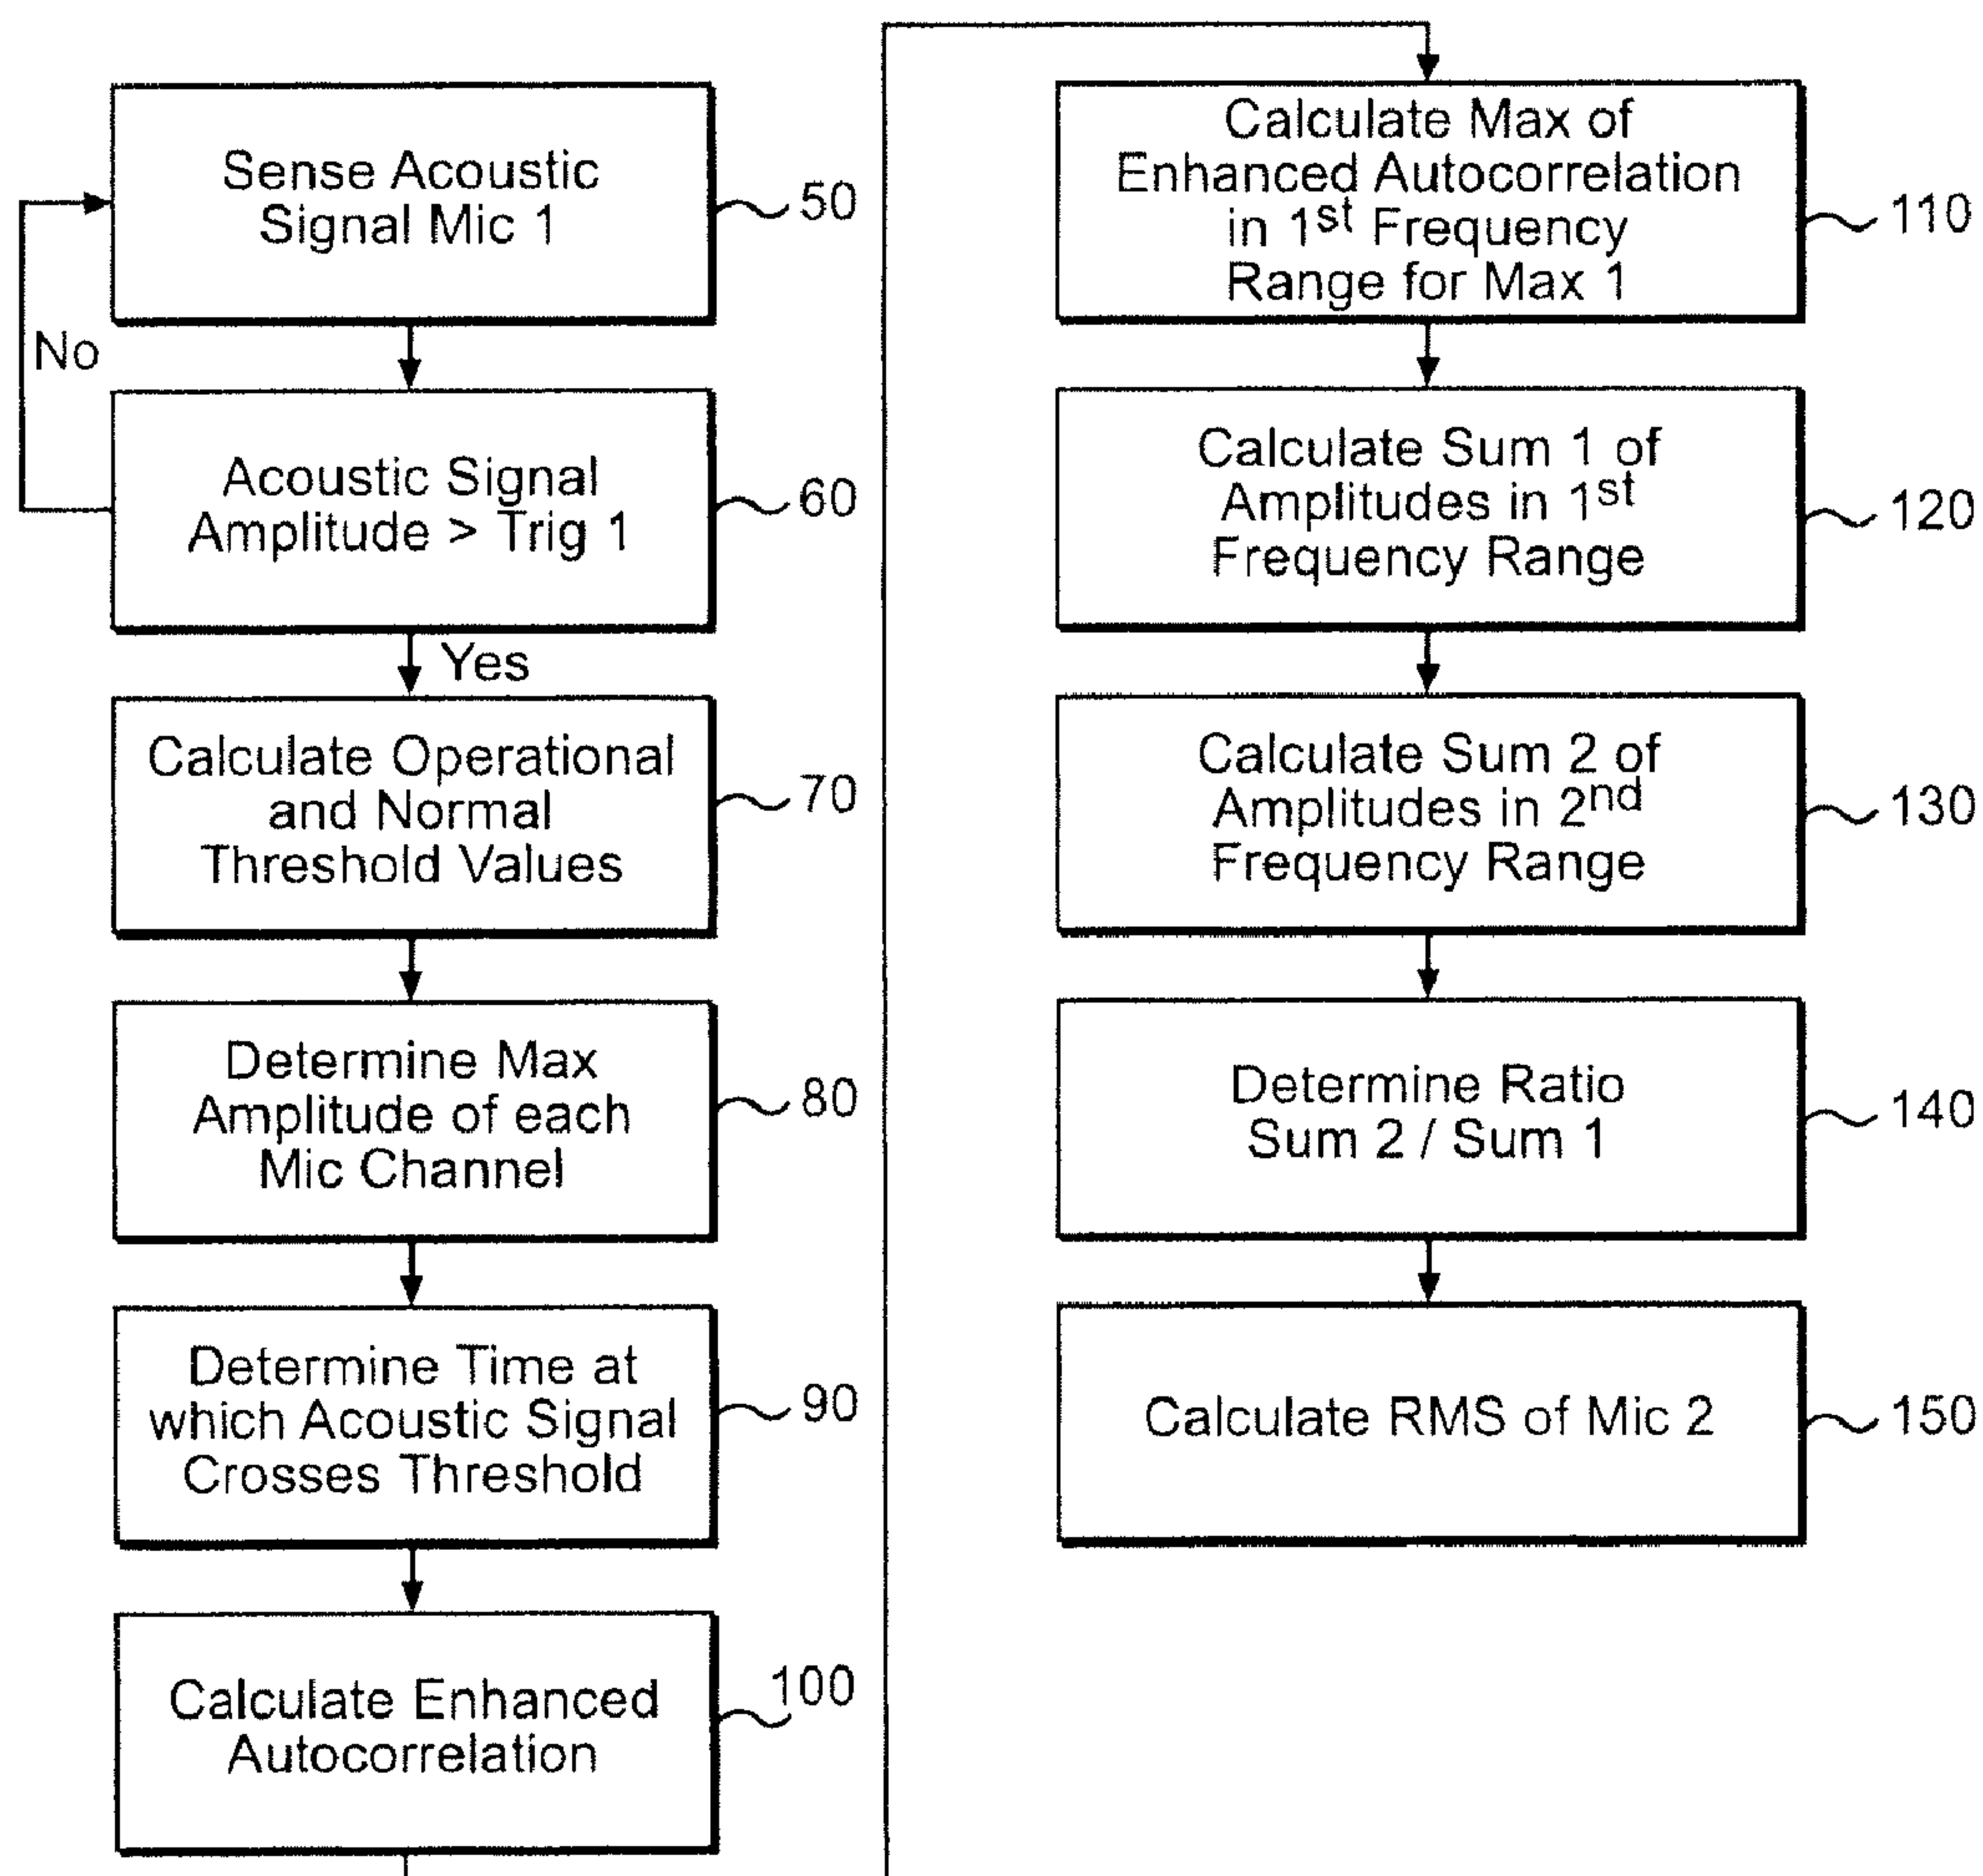 Sense Acoustic
Signal Mic 1
50
No
Acoustic Signal
Amplitude > Trig 1
60
Yes
Calculate Operational
and Normal
Threshold Values
70
Determine Max
Amplitude of each
Mic Channel
80
Determine Time at
which Acoustic Signal
Crosses Threshold
90
Calculate Enhanced
Autocorrelation
100
Calculate Max of
Enhanced Autocorrelation
in 1st Frequency
Range for Max 1
110
Calculate Sum 1 of
Amplitudes in 1st
Frequency Range
120
Calculate Sum 2 of
Amplitudes in 2nd
Frequency Range
130
Determine Ratio
Sum 2 / Sum 1
140
Calculate RMS of Mic 2
150